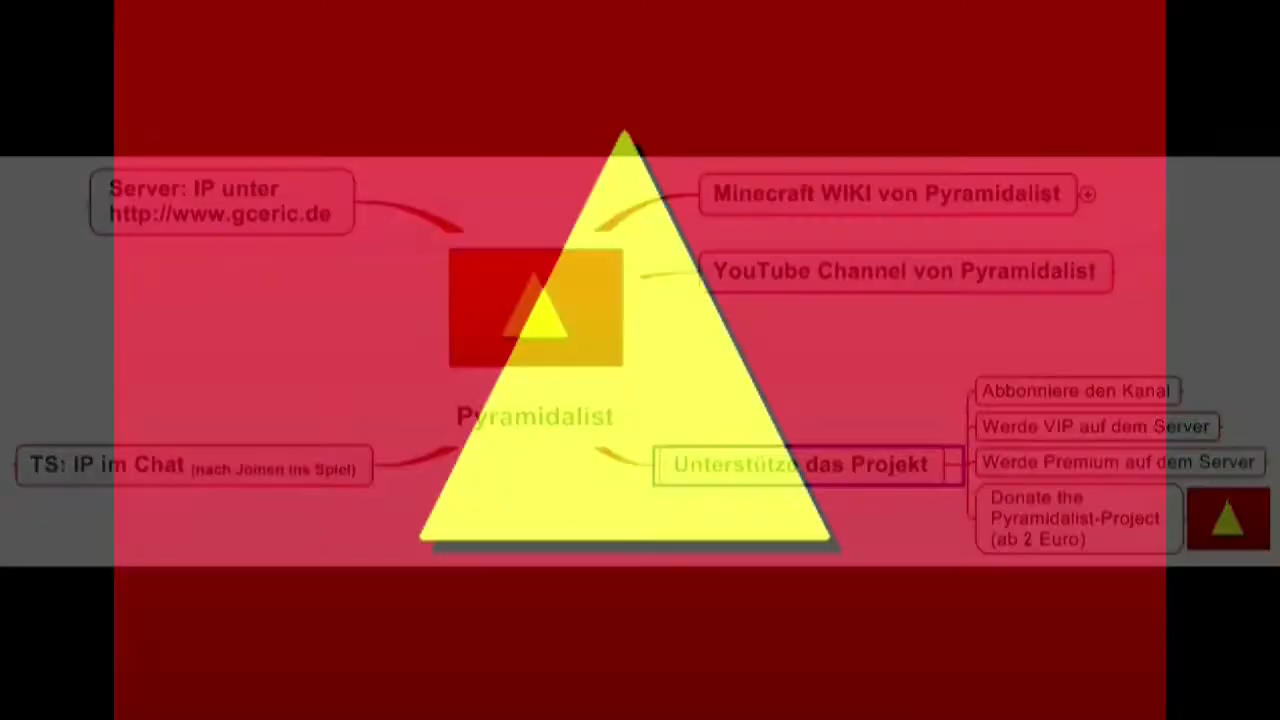 Server: IP unter
http://www.gceric.de
Minecraft WIKI von Pyramidalist
YouTube Channel von Pyramidalist
Pyramidalist
TS: IP im Chat (nach Joinen ins Spiel)
Unterstütze das Projekt
Abbonniere den Kanal
Werde VIP auf dem Server
Werde Premium auf dem Server
Donate the
Pyramidalist-Project
(ab 2 Euro)